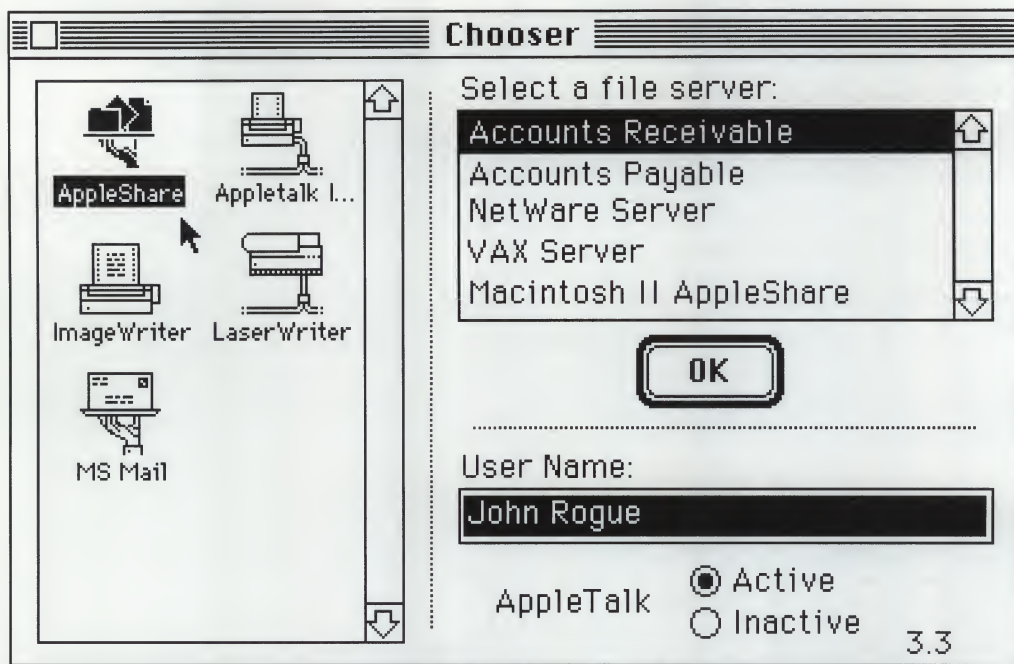 Chooser
AppleShare
Appletalk I...
ImageWriter
LaserWriter
MS Mail
Select a file server:
Accounts Receivable
Accounts Payable
NetWare Server
VAX Server
Macintosh II AppleShare
OK
User Name:
John Rogue
AppleTalk
Active
Inactive
3.3